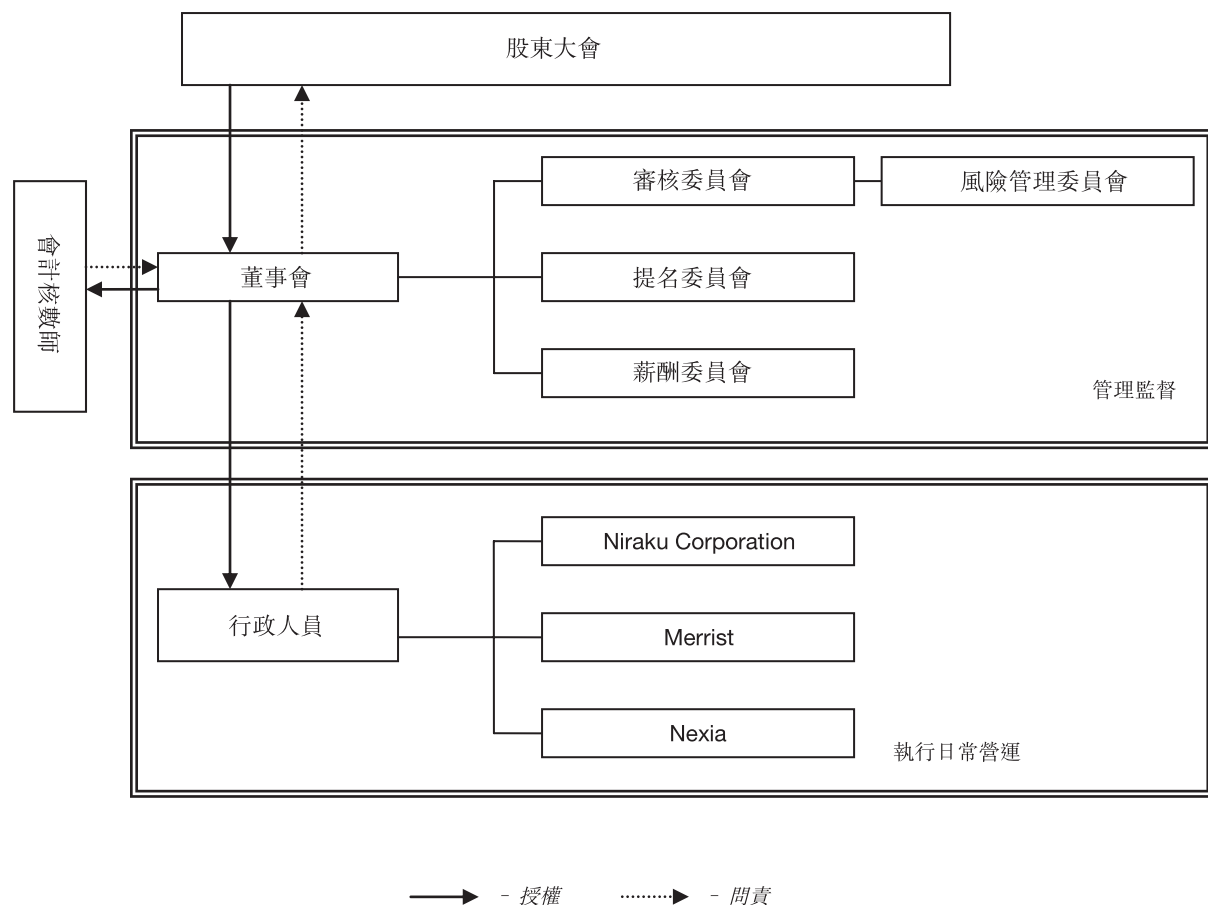 股東大會
審核委員會
風險管理委員會
會計核數師
董事會
提名委員會
薪酬委員會
管理監督
Niraku Corporation
行政人員
Merrist
Nexia
執行日常營運
- 授權
- 問責